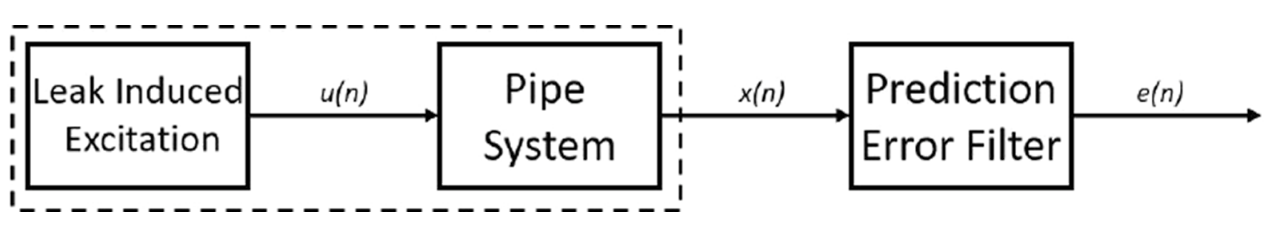 Leak Induced
Excitation
u(n)
Pipe
System
x(n)
Prediction
Error Filter
e(n)